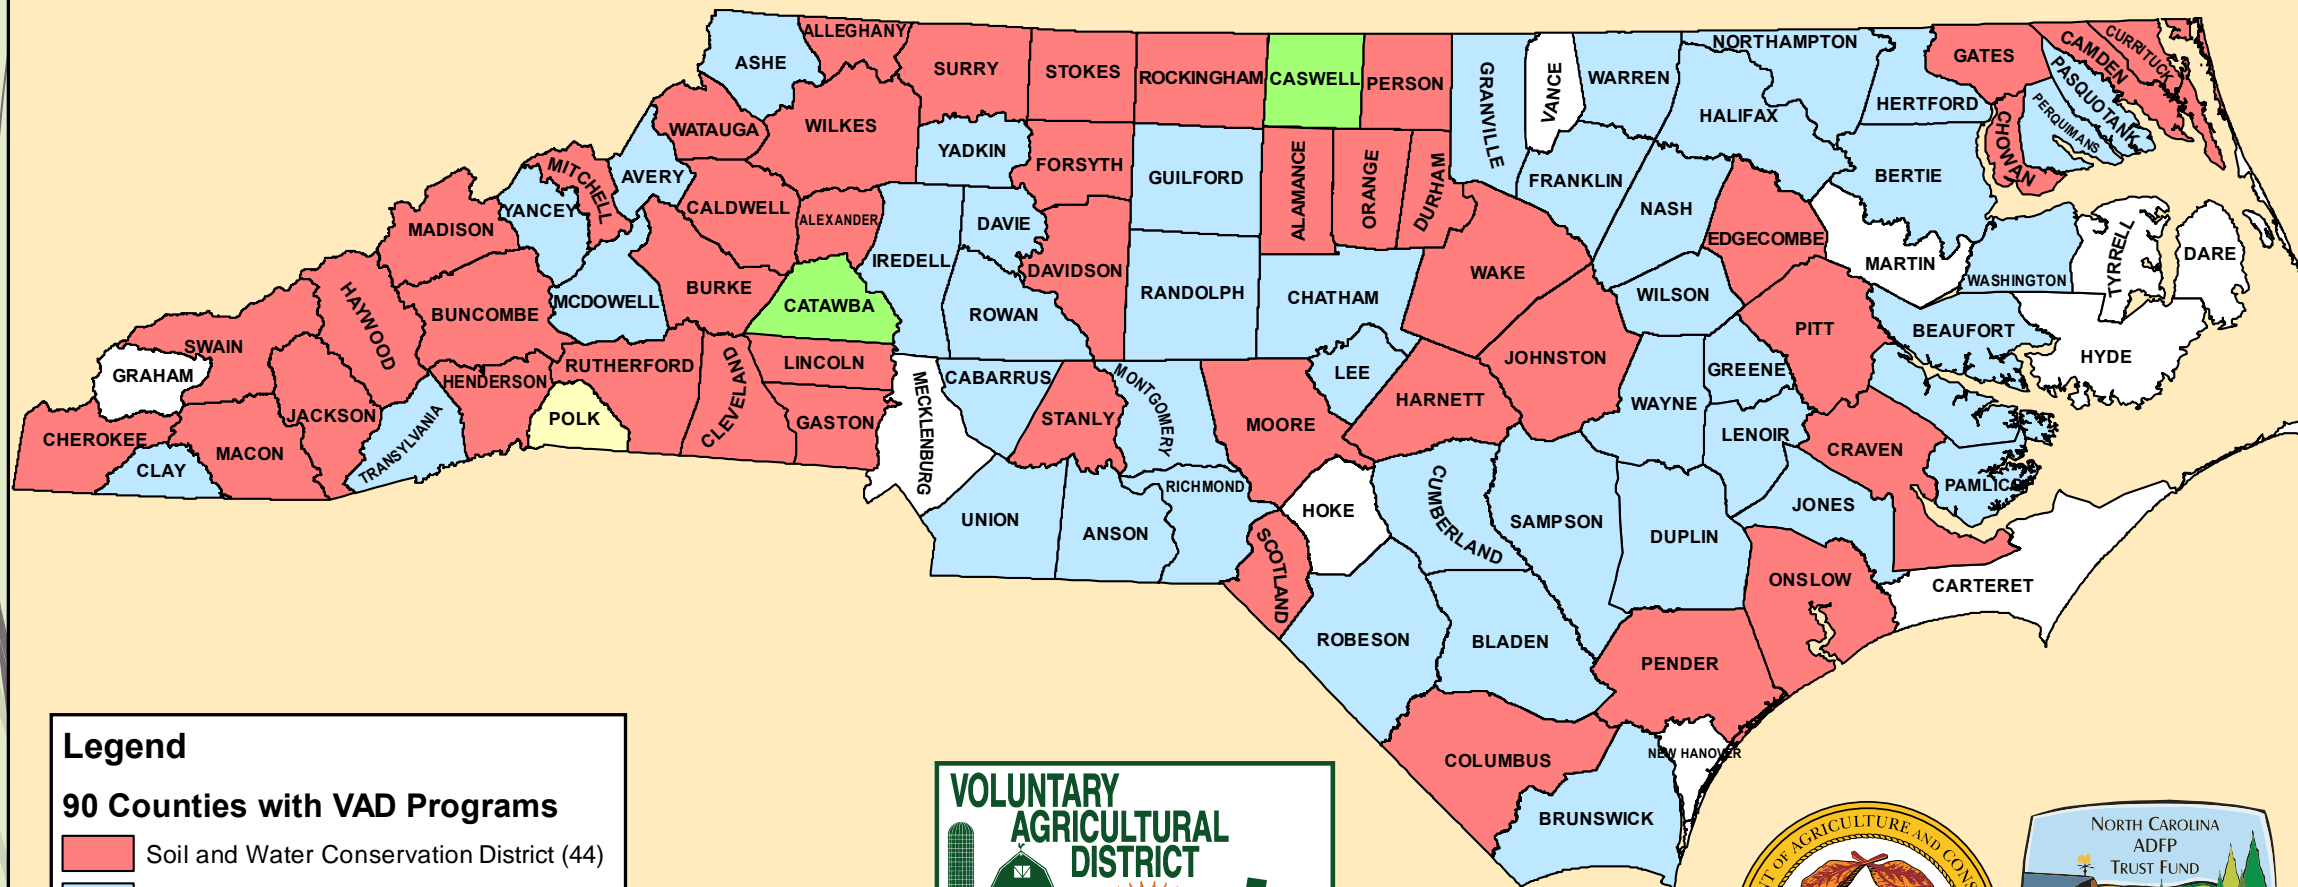 ASHE
ALLEGHANY
SURRY
STOKES
ROCKINGHAM
CASWELL
PERSON
GRANVILLE
VANCE
WARREN
NORTHAMPTON
HALIFAX
HERTFORD
GATES
CAMDEN
CURRITUCK
PASQUOTANK
PERQUIMANS
CHOWAN
WATAUGA
WILKES
YADKIN
FORSYTH
GUILFORD
ALAMANCE
ORANGE
DURHAM
FRANKLIN
NASH
BERTIE
MITCHELL
AVERY
YANCEY
CALDWELL
ALEXANDER
MADISON
IREDELL
DAVIE
DAVIDSON
RANDOLPH
CHATHAM
WAKE
EDGECOMBE
WILSON
MARTIN
WASHINGTON
TYRRELL
DARE
HAYWOOD
BUNCOMBE
MCDOWELL
BURKE
CATAWBA
ROWAN
SWAIN
GRAHAM
JACKSON
HENDERSON
RUTHERFORD
CLEVELAND
LINCOLN
GASTON
MECKLENBURG
CABARRUS
STANLY
MONTGOMERY
MOORE
LEE
HARNETT
JOHNSTON
WAYNE
GREENE
PITT
BEAUFORT
HYDE
CHEROKEE
CLAY
MACON
TRANSYLVANIA
POLK
UNION
ANSON
RICHMOND
SCOTLAND
HOKE
CUMBERLAND
SAMPSON
DUPLIN
LENOIR
JONES
CRAVEN
PAMLICO
CARTERET
ONSLOW
ROBESON
BLADEN
PENDER
COLUMBUS
NEW HANOVER
BRUNSWICK
Legend
90 Counties with VAD Programs
Soil and Water Conservation District (44)
VOLUNTARY
AGRICULTURAL
DISTRICT
OF AGRICULTURE AND CONS
NORTH CAROLINA
ADFP
TRUST FUND